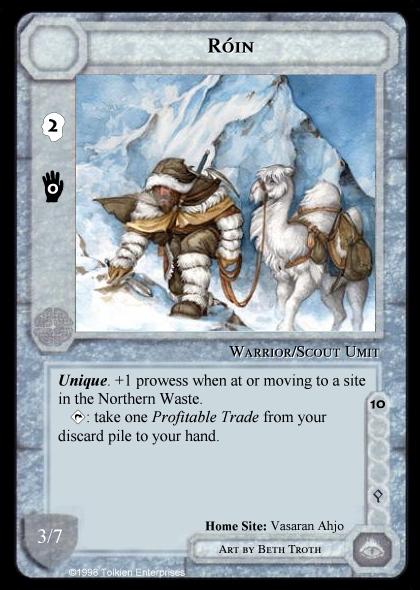 Róin
2
Warrior/Scout Umit
Unique. +1 prowess when at or moving to a site
in the Northern Waste.
: take one Profitable Trade from your
discard pile to your hand.
10
3/7
Home Site: Vasaran Ahjo
Art by Beth Troth
©1998 Tolkien Enterprises